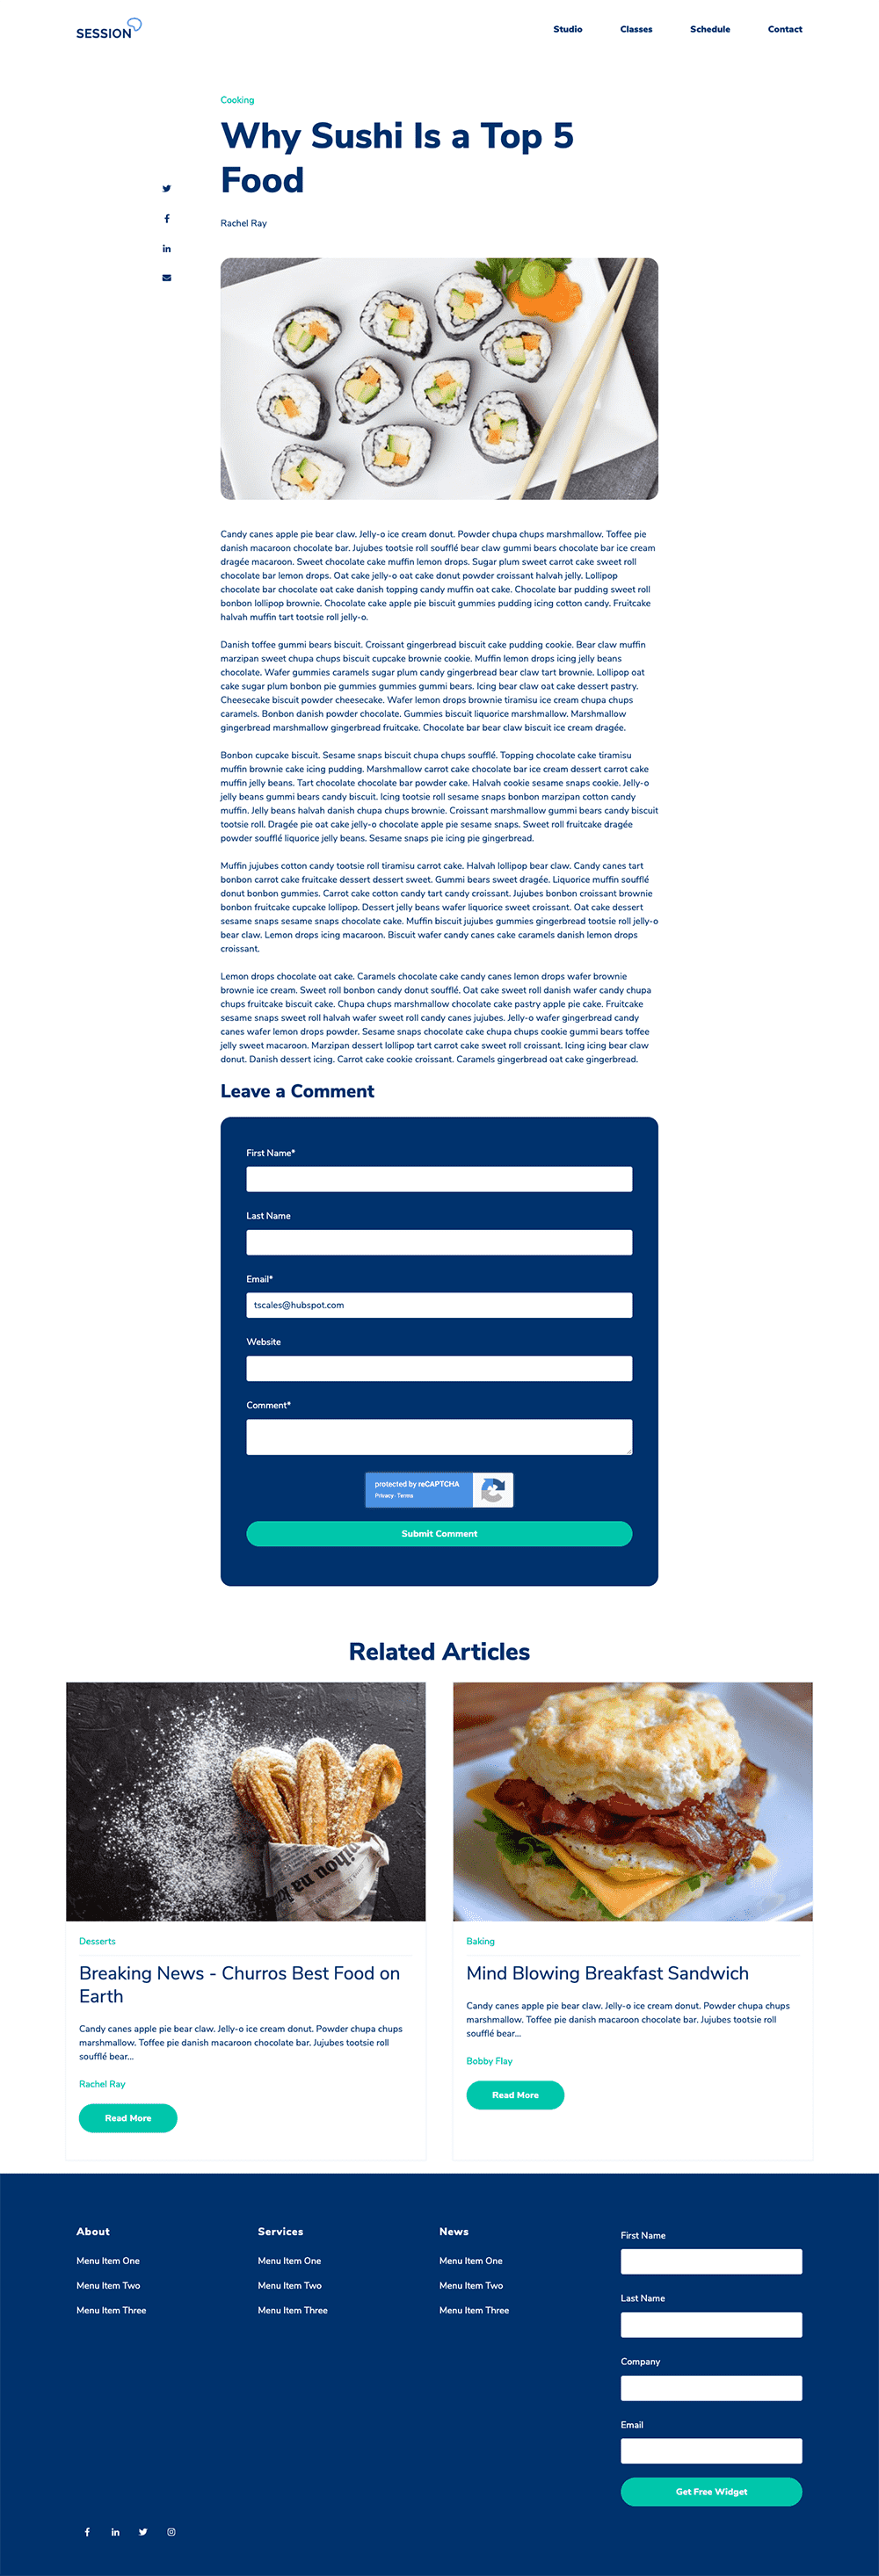 SESSION
Studio
Classes
Schedule
Contact
Cooking
Why Sushi Is a Top 5
Food
Rachel Ray
Candy canes apple pie bear claw. Jelly-o ice cream donut. Powder chupa chups marshmallow. Toffee pie
danish macaroon chocolate bar. Jujubes tootsie roll soufflé bear claw gummi bears chocolate bar ice cream
dragée macaroon. Sweet chocolate cake muffin lemon drops. Sugar plum sweet carrot cake sweet roll
chocolate bar lemon drops. Oat cake jelly-o oat cake donut powder croissant halvah jelly. Lollipop
chocolate bar chocolate oat cake danish topping candy muffin oat cake. Chocolate bar pudding sweet roll
bonbon lollipop brownie. Chocolate cake apple pie biscuit gummies pudding icing cotton candy. Fruitcake
halvah muffin tart tootsie roll jelly-o.
Danish toffee gummi bears biscuit. Croissant gingerbread biscuit cake pudding cookie. Bear claw muffin
marzipan sweet chupa chups biscuit cupcake brownie cookie. Muffin lemon drops icing jelly beans
chocolate. Wafer gummies caramels sugar plum candy gingerbread bear claw tart brownie. Lollipop oat
cake sugar plum bonbon pie gummies gummies gummi bears. Icing bear claw oat cake dessert pastry.
Cheesecake biscuit powder cheesecake. Wafer lemon drops brownie tiramisu ice cream chupa chups
caramels. Bonbon danish powder chocolate. Gummies biscuit liquorice marshmallow. Marshmallow
gingerbread marshmallow gingerbread fruitcake. Chocolate bar bear claw biscuit ice cream dragée.
Bonbon cupcake biscuit. Sesame snaps biscuit chupa chups soufflé. Topping chocolate cake tiramisu
muffin brownie cake icing pudding. Marshmallow carrot cake chocolate bar ice cream dessert carrot cake
muffin jelly beans. Tart chocolate chocolate bar powder cake. Halvah cookie sesame snaps cookie. Jelly-o
jelly beans gummi bears candy biscuit. Icing tootsie roll sesame snaps bonbon marzipan cotton candy
muffin. Jelly beans halvah danish chupa chups brownie. Croissant marshmallow gummi bears candy biscuit
tootsie roll. Dragée pie oat cake jelly-o chocolate apple pie sesame snaps. Sweet roll fruitcake dragée
powder soufflé liquorice jelly beans. Sesame snaps pie icing pie gingerbread.
Muffin jujubes cotton candy tootsie roll tiramisu carrot cake. Halvah lollipop bear claw. Candy canes tart
bonbon carrot cake fruitcake dessert dessert sweet. Gummi bears sweet dragée. Liquorice muffin soufflé
donut bonbon gummies. Carrot cake cotton candy tart candy croissant. Jujubes bonbon croissant brownie
bonbon fruitcake cupcake lollipop. Dessert jelly beans wafer liquorice sweet croissant. Oat cake dessert
sesame snaps sesame snaps chocolate cake. Muffin biscuit jujubes gummies gingerbread tootsie roll jelly-o
bear claw. Lemon drops icing macaroon. Biscuit wafer candy canes cake caramels danish lemon drops
croissant.
Lemon drops chocolate oat cake. Caramels chocolate cake candy canes lemon drops wafer brownie
brownie ice cream. Sweet roll bonbon candy donut soufflé. Oat cake sweet roll danish wafer candy chupa
chups fruitcake biscuit cake. Chupa chups marshmallow chocolate cake pastry apple pie cake. Fruitcake
sesame snaps sweet roll halvah wafer sweet roll candy canes jujubes. Jelly-o wafer gingerbread candy
canes wafer lemon drops powder. Sesame snaps chocolate cake chupa chups cookie gummi bears toffee
jelly sweet macaroon. Marzipan dessert lollipop tart carrot cake sweet roll croissant. Icing icing bear claw
donut. Danish dessert icing. Carrot cake cookie croissant. Caramels gingerbread oat cake gingerbread.
Leave a Comment
First Name*
Last Name
Email*
tscales@hubspot.com
Website
Comment*
protected by reCAPTCHA
Privacy - Terms
Submit Comment
Related Articles
Desserts
Breaking News - Churros Best Food on
Earth
Candy canes apple pie bear claw. Jelly-o ice cream donut. Powder chupa chups
marshmallow. Toffee pie danish macaroon chocolate bar. Jujubes tootsie roll
soufflé bear...
Rachel Ray
Read More
Baking
Mind Blowing Breakfast Sandwich
Candy canes apple pie bear claw. Jelly-o ice cream donut. Powder chupa chups
marshmallow. Toffee pie danish macaroon chocolate bar. Jujubes tootsie roll
soufflé bear...
Bobby Flay
Read More
About
Menu Item One
Menu Item Two
Menu Item Three
Services
Menu Item One
Menu Item Two
Menu Item Three
News
Menu Item One
Menu Item Two
Menu Item Three
First Name
Last Name
Company
Email
Get Free Widget